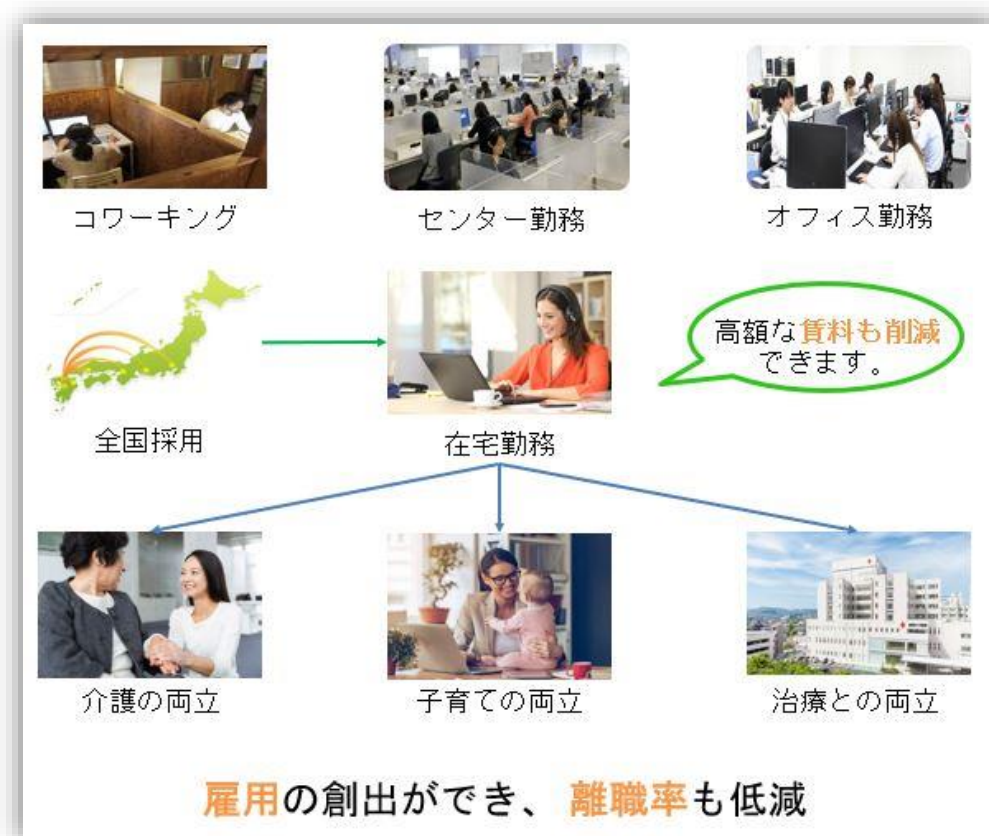 コワーキング
センター勤務
オフィス勤務
高額な賃料も削減
できます。
全国採用
在宅勤務
介護の両立
子育ての両立
治療との両立
雇用の創出ができ、離職率も低減